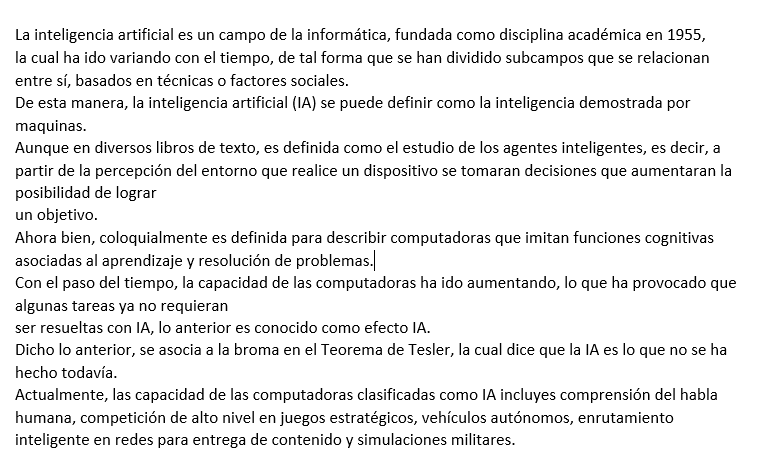 La inteligencia artificial es un campo de la informática, fundada como disciplina académica en 1955,
la cual ha ido variando con el tiempo, de tal forma que se han dividido subcampos que se relacionan
entre sí, basados en técnicas o factores sociales.
De esta manera, la inteligencia artificial (IA) se puede definir como la inteligencia demostrada por
maquinas.
Aunque en diversos libros de texto, es definida como el estudio de los agentes inteligentes, es decir, a
partir de la percepción del entorno que realice un dispositivo se tomaran decisiones que aumentaran la
posibilidad de lograr
un objetivo.
Ahora bien, coloquialmente es definida para describir computadoras que imitan funciones cognitivas
asociadas al aprendizaje y resolución de problemas.
Con el paso del tiempo, la capacidad de las computadoras ha ido aumentando, lo que ha provocado que
algunas tareas ya no requieran
ser resueltas con IA, lo anterior es conocido como efecto IA.
Dicho lo anterior, se asocia a la broma en el Teorema de Tesler, la cual dice que la IA es lo que no se ha
hecho todavía.
Actualmente, las capacidad de las computadoras clasificadas como IA incluyes comprensión del habla
humana, competición de alto nivel en juegos estratégicos, vehículos autónomos, enrutamiento
inteligente en redes para entrega de contenido y simulaciones militares.